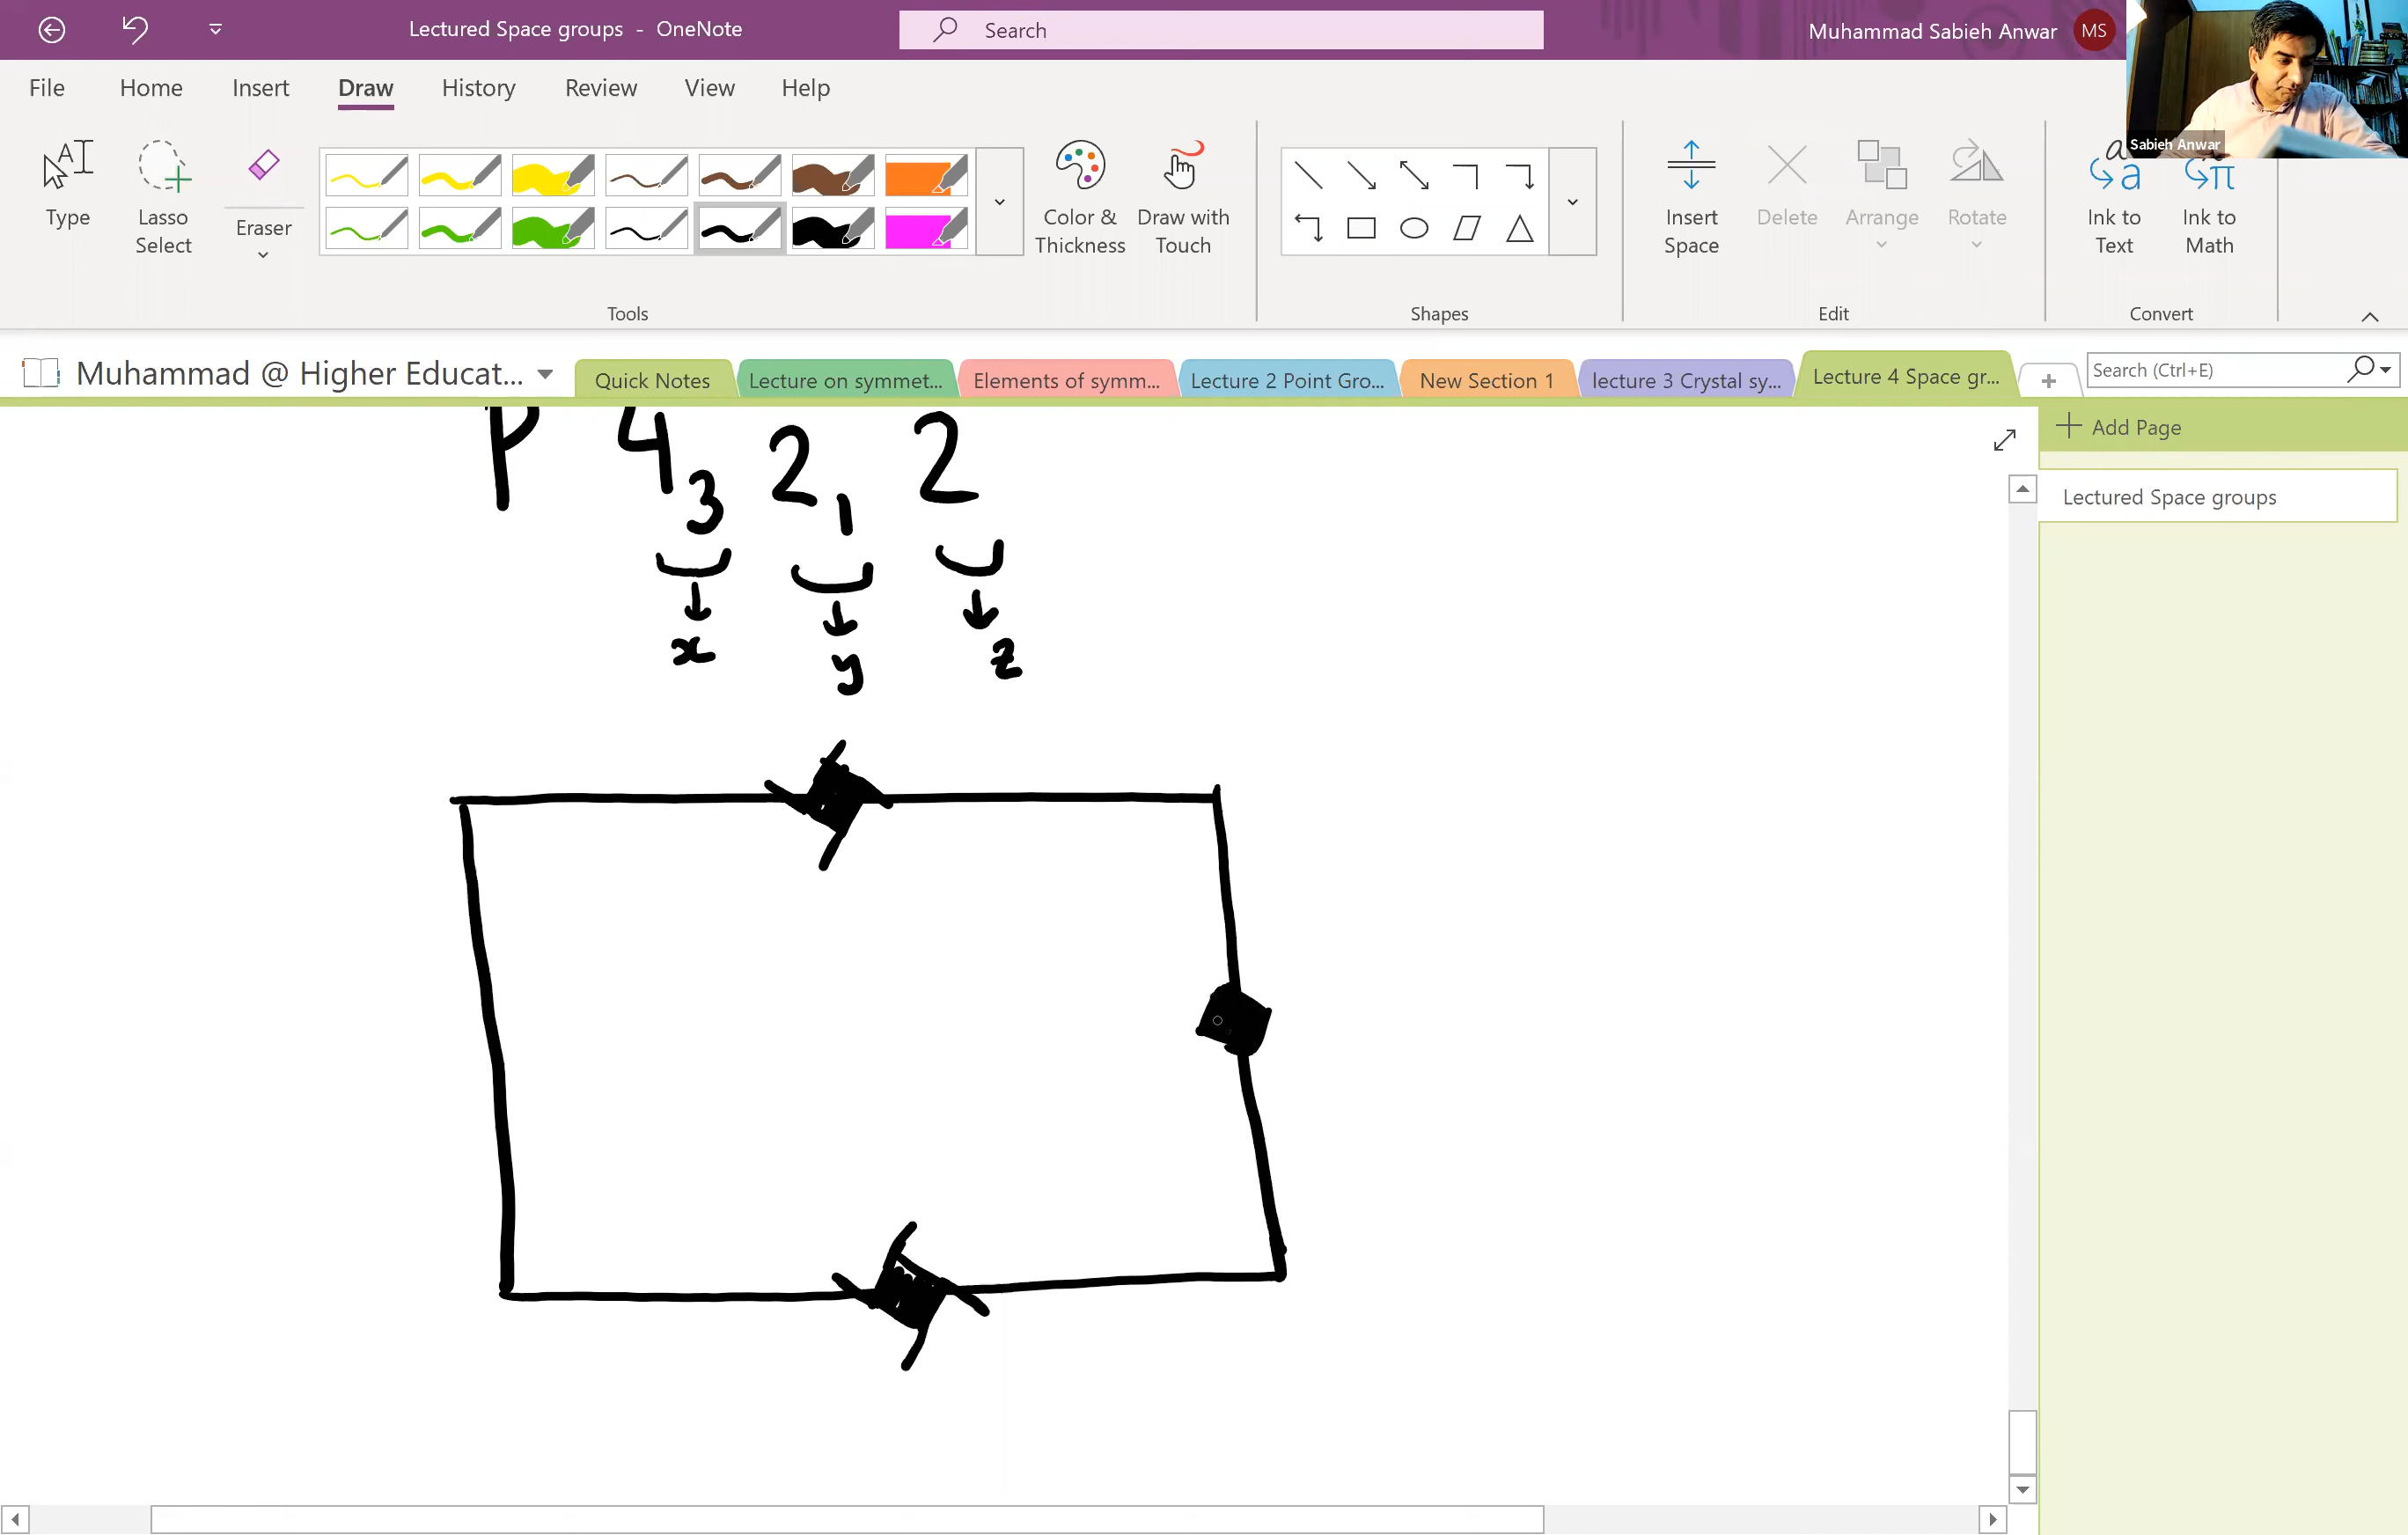 Lectured Space groups - OneNote
Search
Muhammad Sabieh Anwar
MS
Sabieh Anwar
File Home Insert Draw History Review View Help
Type
Lasso Select
Eraser
Color & Thickness
Draw with Touch
Insert Space
Delete
Arrange
Rotate
Ink to Text
Ink to Math
Tools
Shapes
Edit
Convert
Muhammad @ Higher Educat...
Quick Notes
Lecture on symmet...
Elements of symm...
Lecture 2 Point Gro...
New Section 1
lecture 3 Crystal sy...
Lecture 4 Space gr...
Search (Ctrl+E)
Add Page
Lectured Space groups
P 4₃ 2₁ 2
x y z